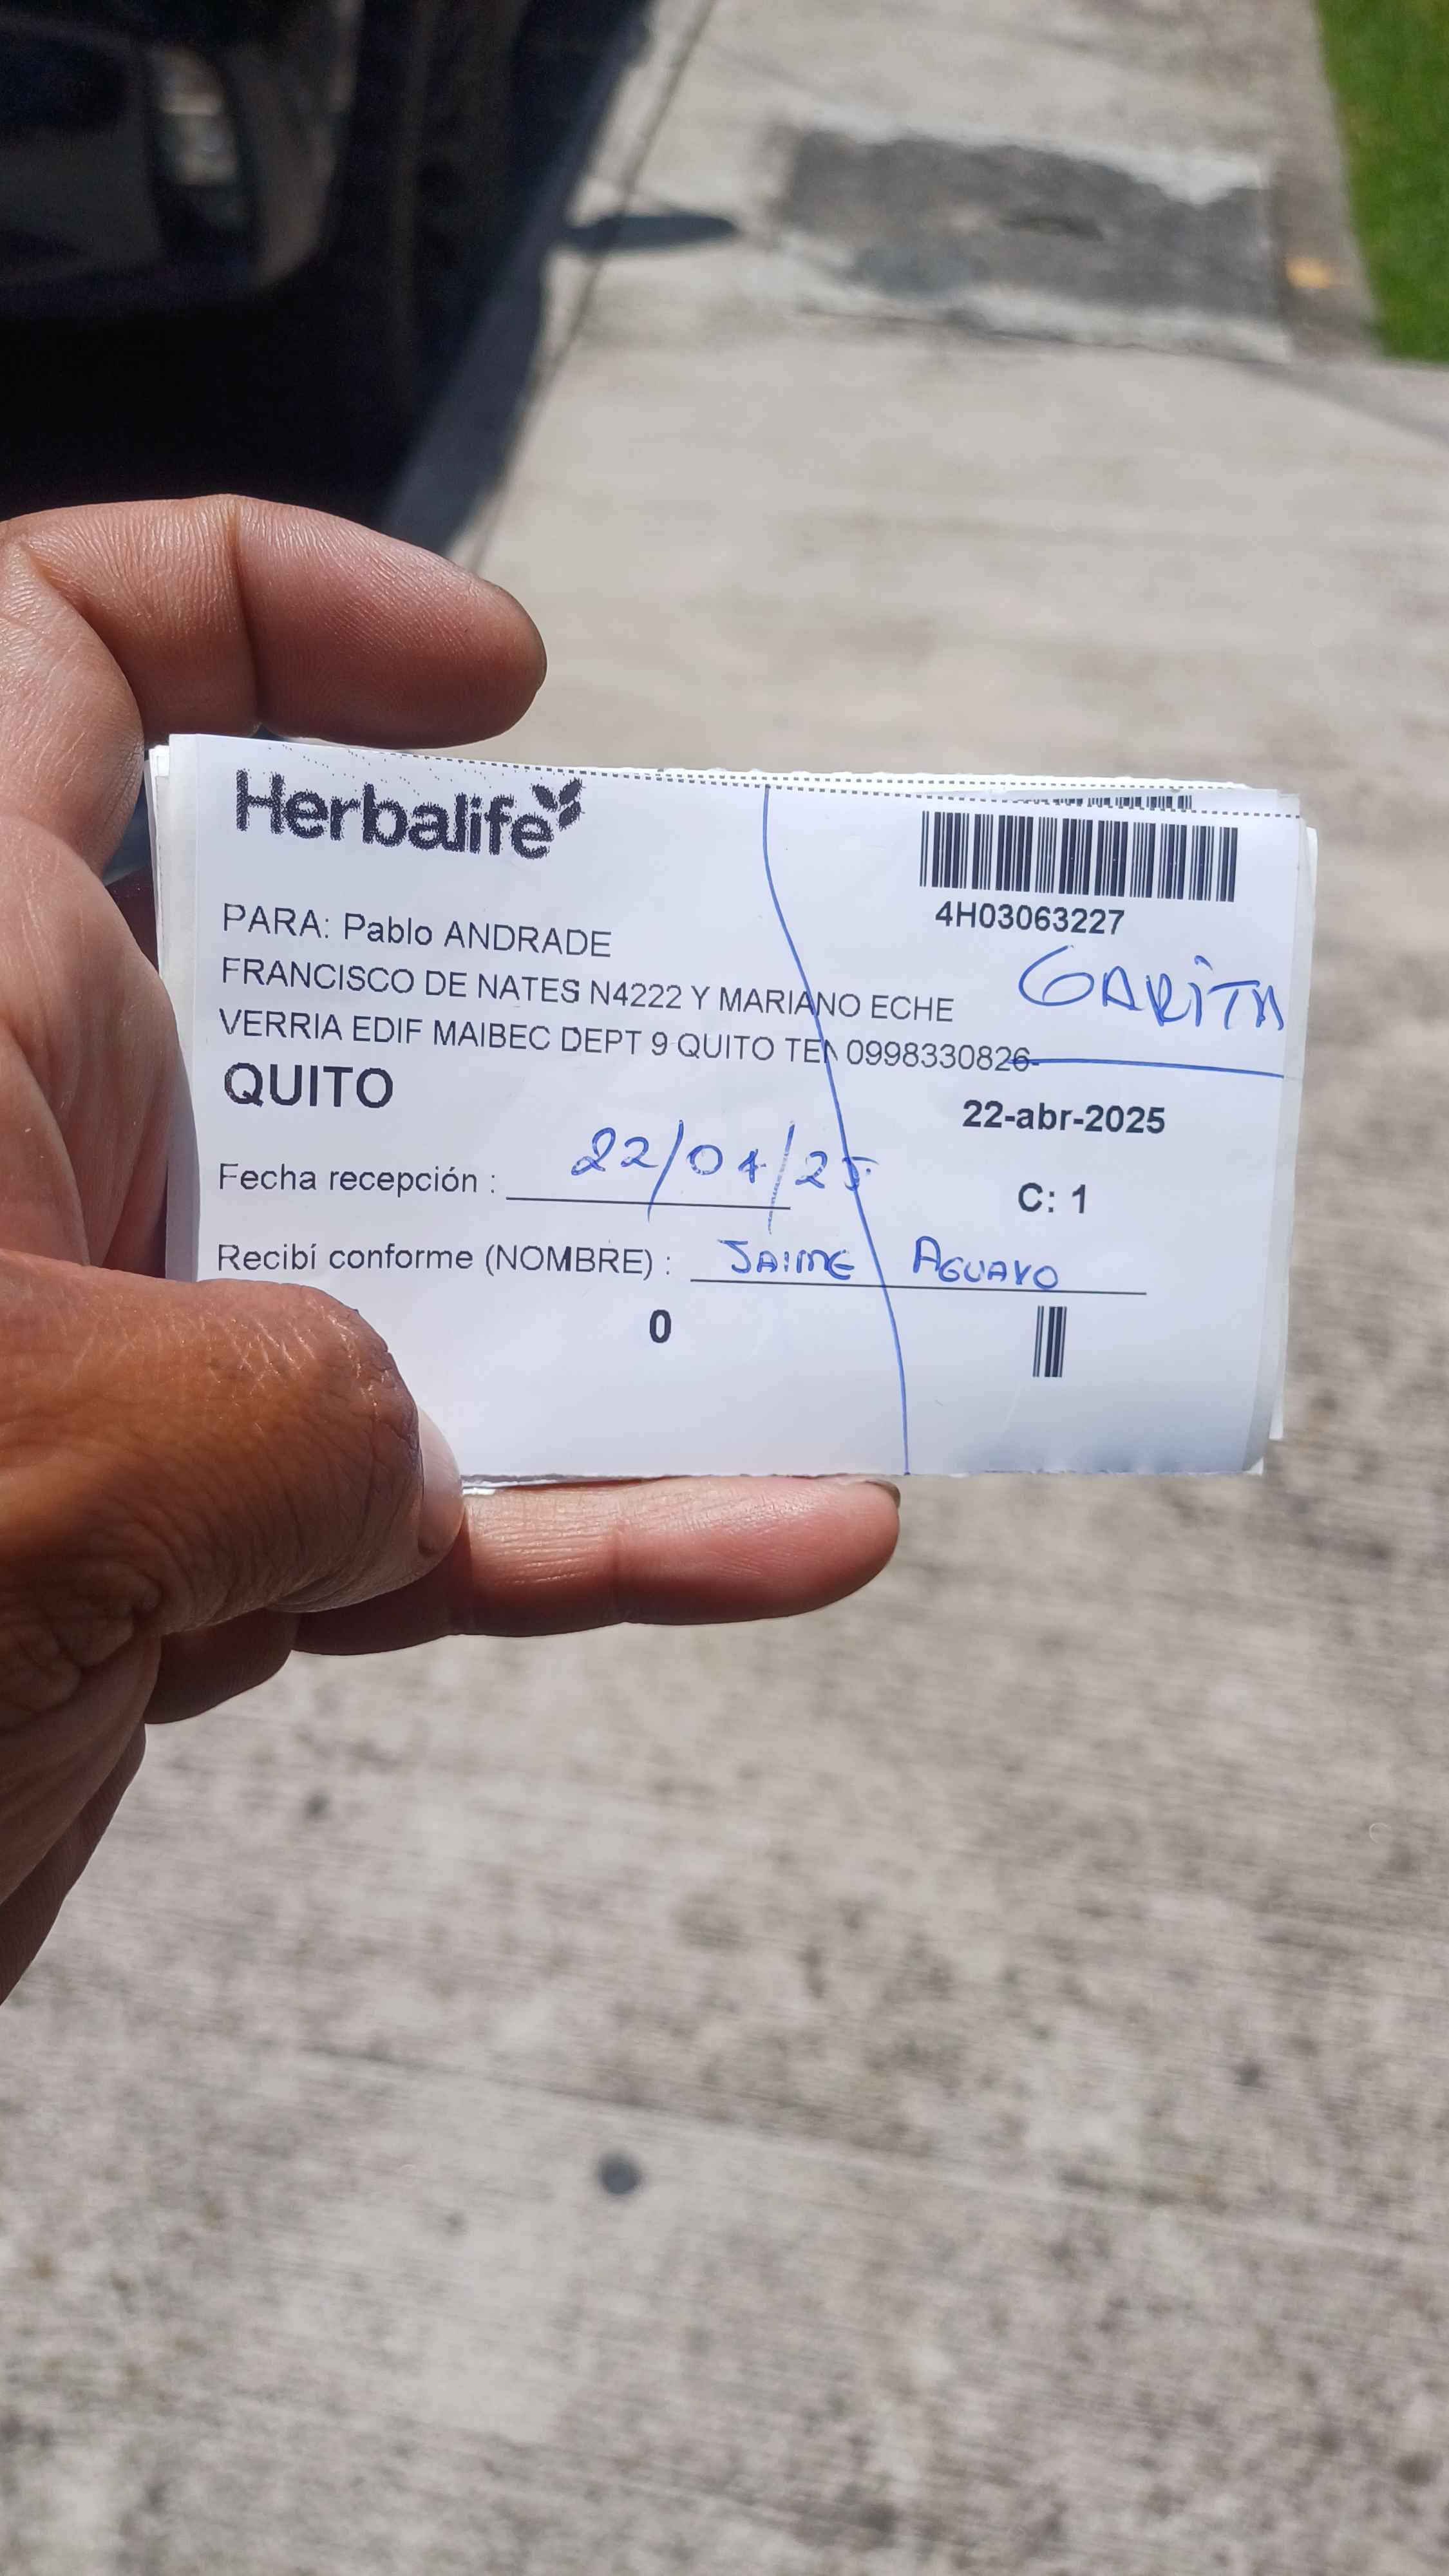 Herbalife
4H03063227
PARA: Pablo ANDRADE
GARITA
FRANCISCO DE NATES N4222 Y MARIANO ECHE
VERRIA EDIF MAIBEC DEPT 9 QUITO 0998330826-
QUITO
22-abr-2025
Fecha recepción : 22/04/25
C: 1
Recibí conforme (NOMBRE) : JAIME AGUAYO
0